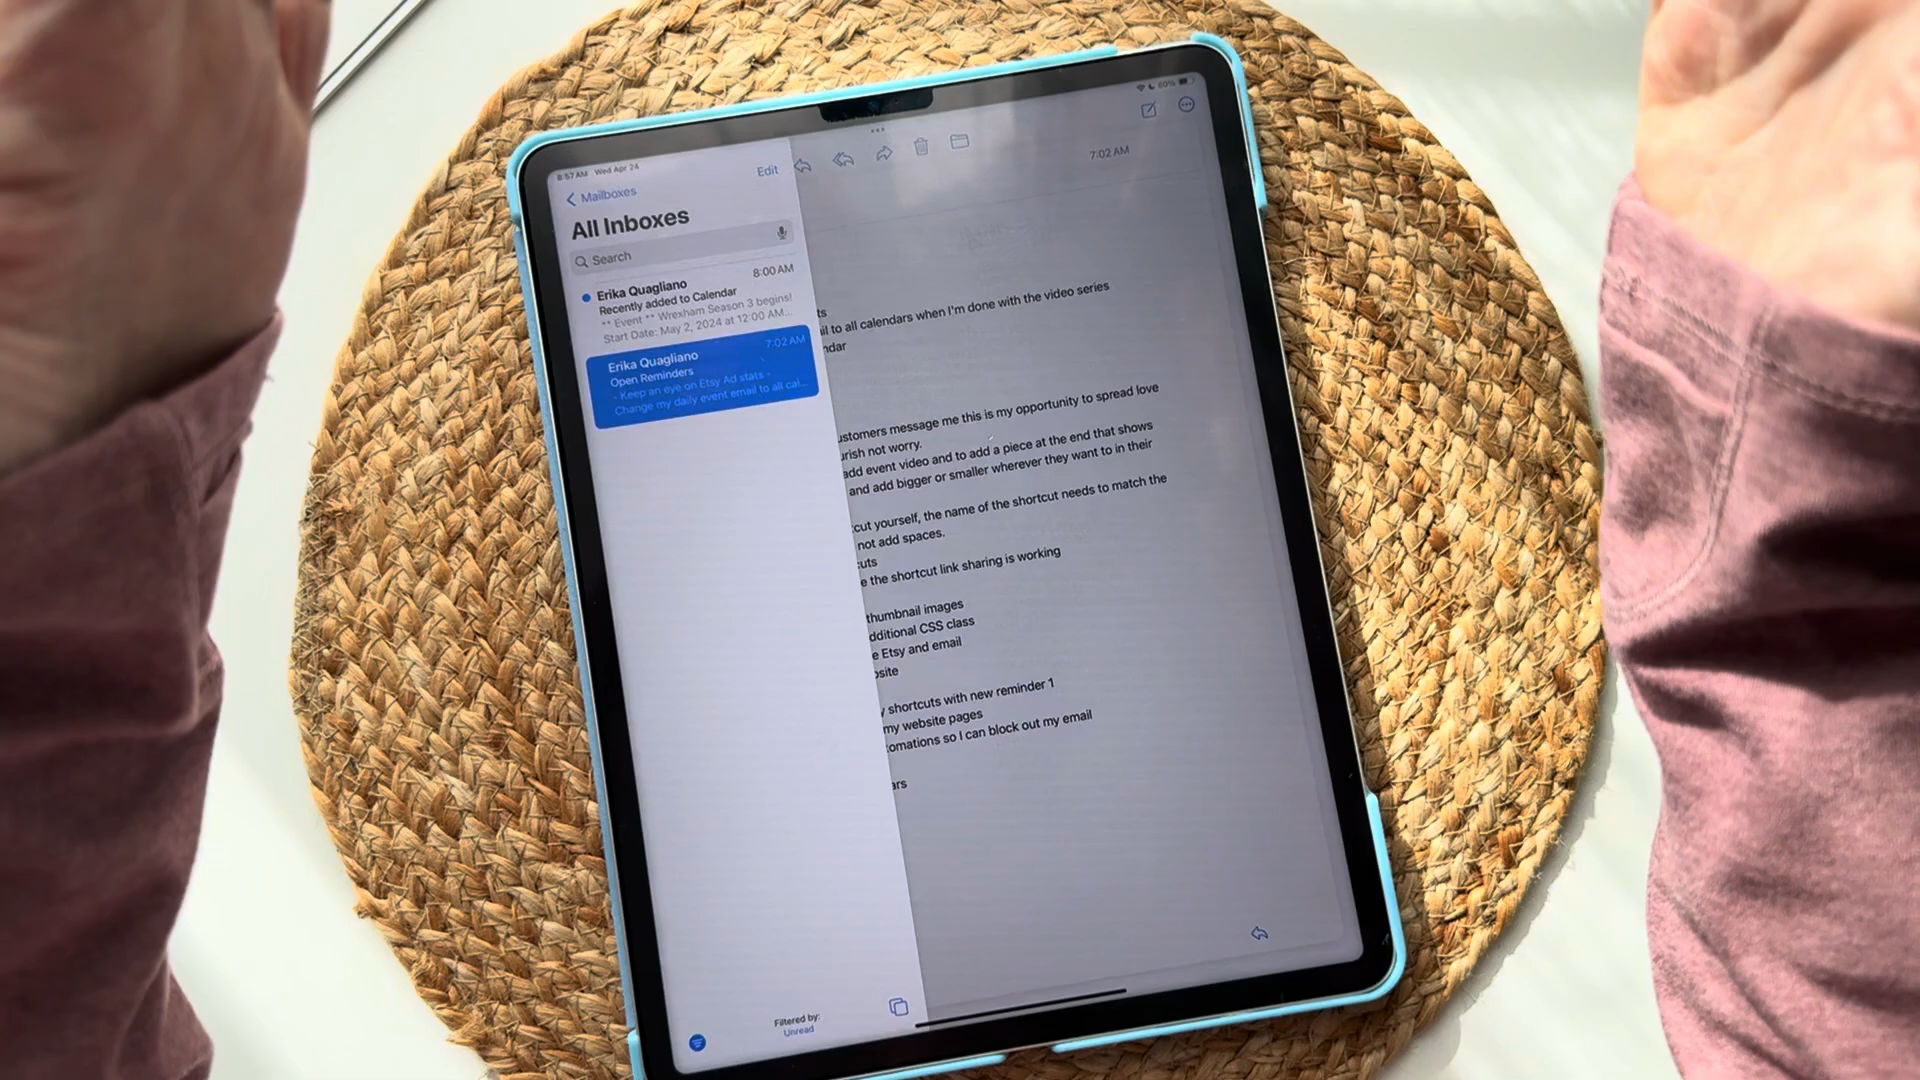 8:57 AM Wed Apr 24
60%
Mailboxes
Edit
All Inboxes
Search
Erika Quagliano 8:00 AM
Recently added to Calendar
** Event ** Wrexham Season 3 begins!
Start Date: May 2, 2024 at 12:00 AM...
Erika Quagliano 7:02 AM
Open Reminders
- Keep an eye on Etsy Ad stats -
Change my daily event email to all cal...
Filtered by:
Unread
7:02 AM
ts
il to all calendars when I'm done with the video series
ndar
ustomers message me this is my opportunity to spread love
urish not worry.
add event video and to add a piece at the end that shows
and add bigger or smaller wherever they want to in their
cut yourself, the name of the shortcut needs to match the
not add spaces.
cuts
e the shortcut link sharing is working
thumbnail images
dditional CSS class
e Etsy and email
bsite
y shortcuts with new reminder 1
my website pages
omations so I can block out my email
ars